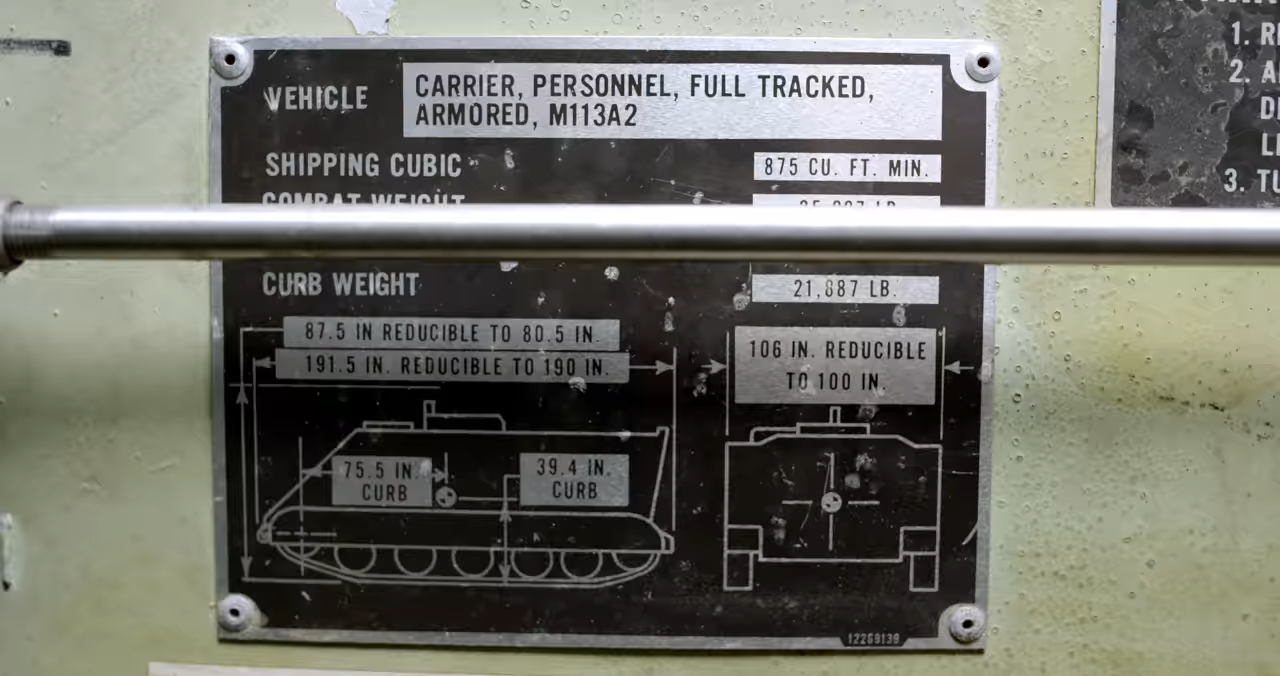 VEHICLE
CARRIER, PERSONNEL, FULL TRACKED,
ARMORED, M113A2
SHIPPING CUBIC
875 CU. FT. MIN.
COMBAT WEIGHT
CURB WEIGHT
21,887 LB.
87.5 IN REDUCIBLE TO 80.5 IN.
191.5 IN. REDUCIBLE TO 190 IN.
106 IN. REDUCIBLE
TO 100 IN.
75.5 IN.
CURB
39.4 IN.
CURB
12269139
1.
2.
3.